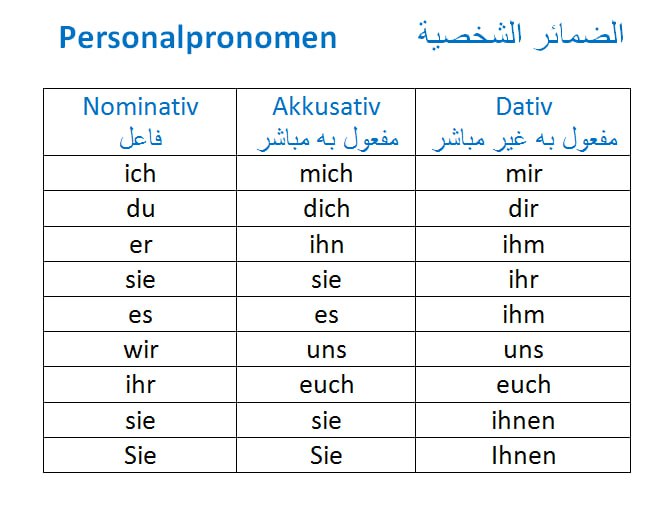 Personalpronomen الضمائر الشخصية
Nominativ Akkusativ Dativ
فاعل مفعول به مباشر مفعول به غير مباشر
ich mich mir
du dich dir
er ihn ihm
sie sie ihr
es es ihm
wir uns uns
ihr euch euch
sie sie ihnen
Sie Sie Ihnen